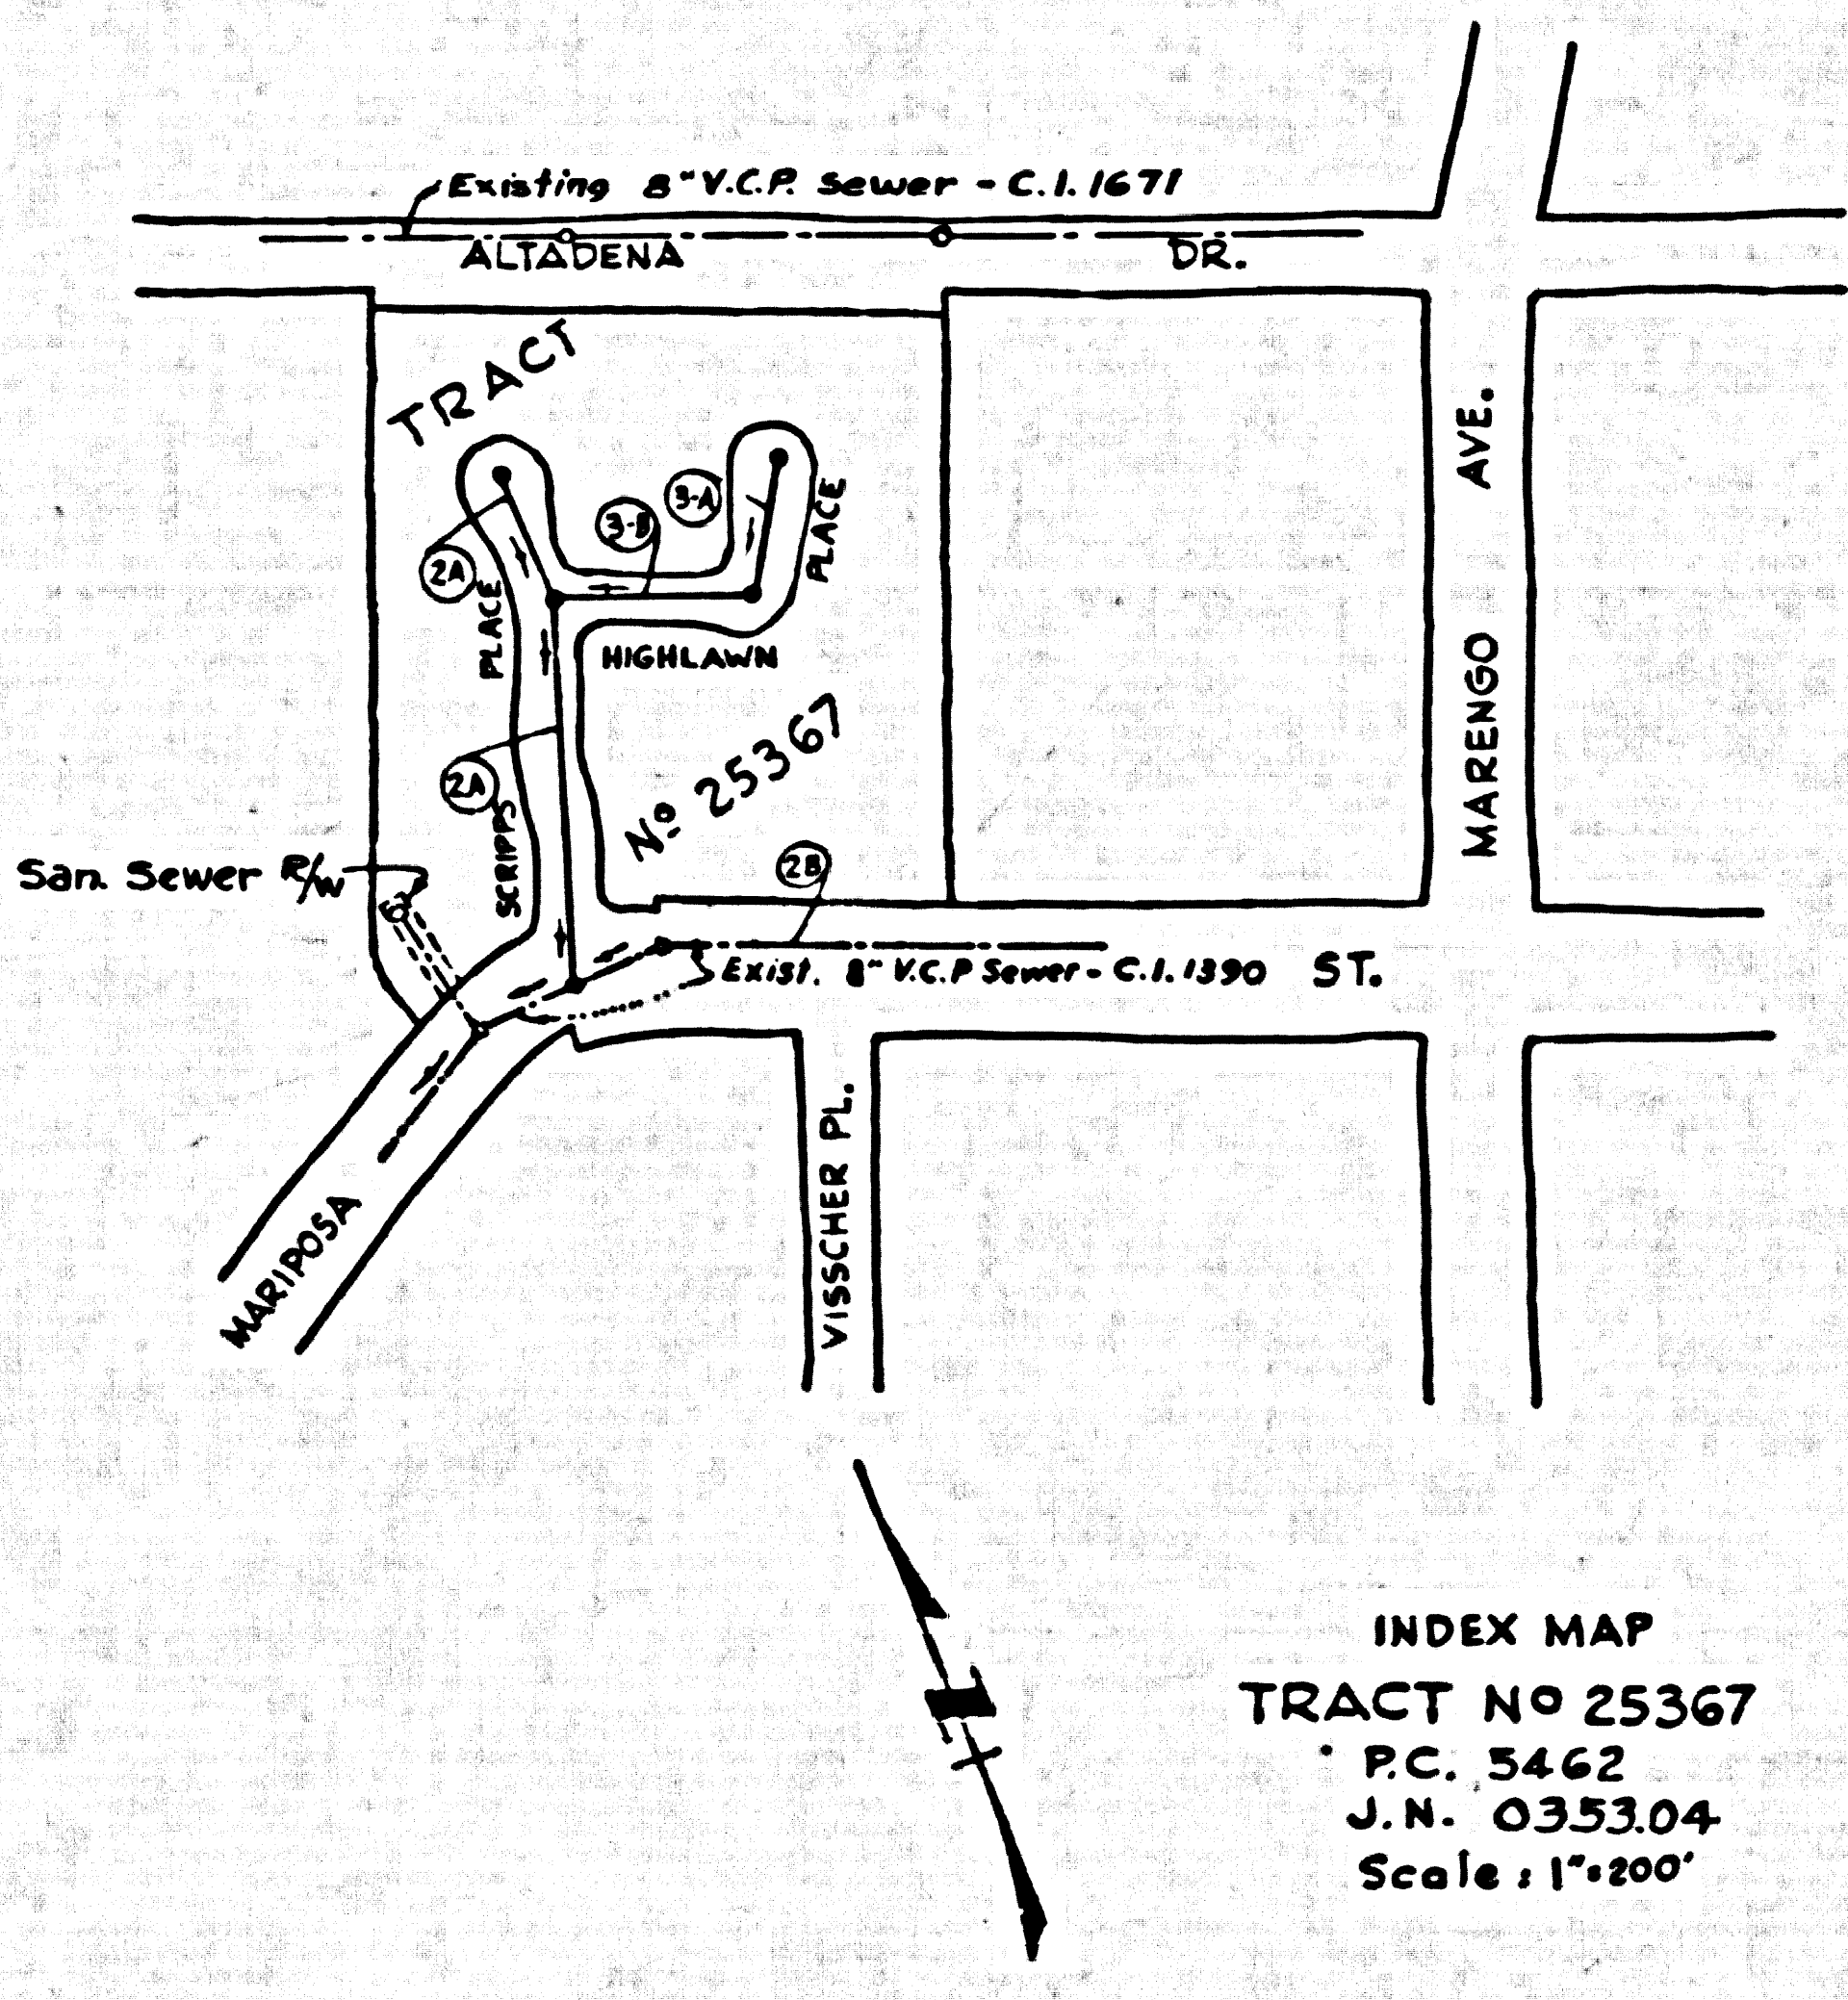 Existing 8" V.C.P. Sewer - C.I. 1671
ALTADENA DR.
TRACT
3-A
3-B
2A
PLACE
PLACE
HIGHLAWN
AVE.
MARENGO
No 25367
2A
SCRIPPS
2B
San. Sewer R/W
Exist. 8" V.C.P Sewer - C.I. 1390
ST.
MARIPOSA
VISSCHER PL.
INDEX MAP
TRACT No 25367
P.C. 5462
J.N. 0353.04
Scale: 1"=200'